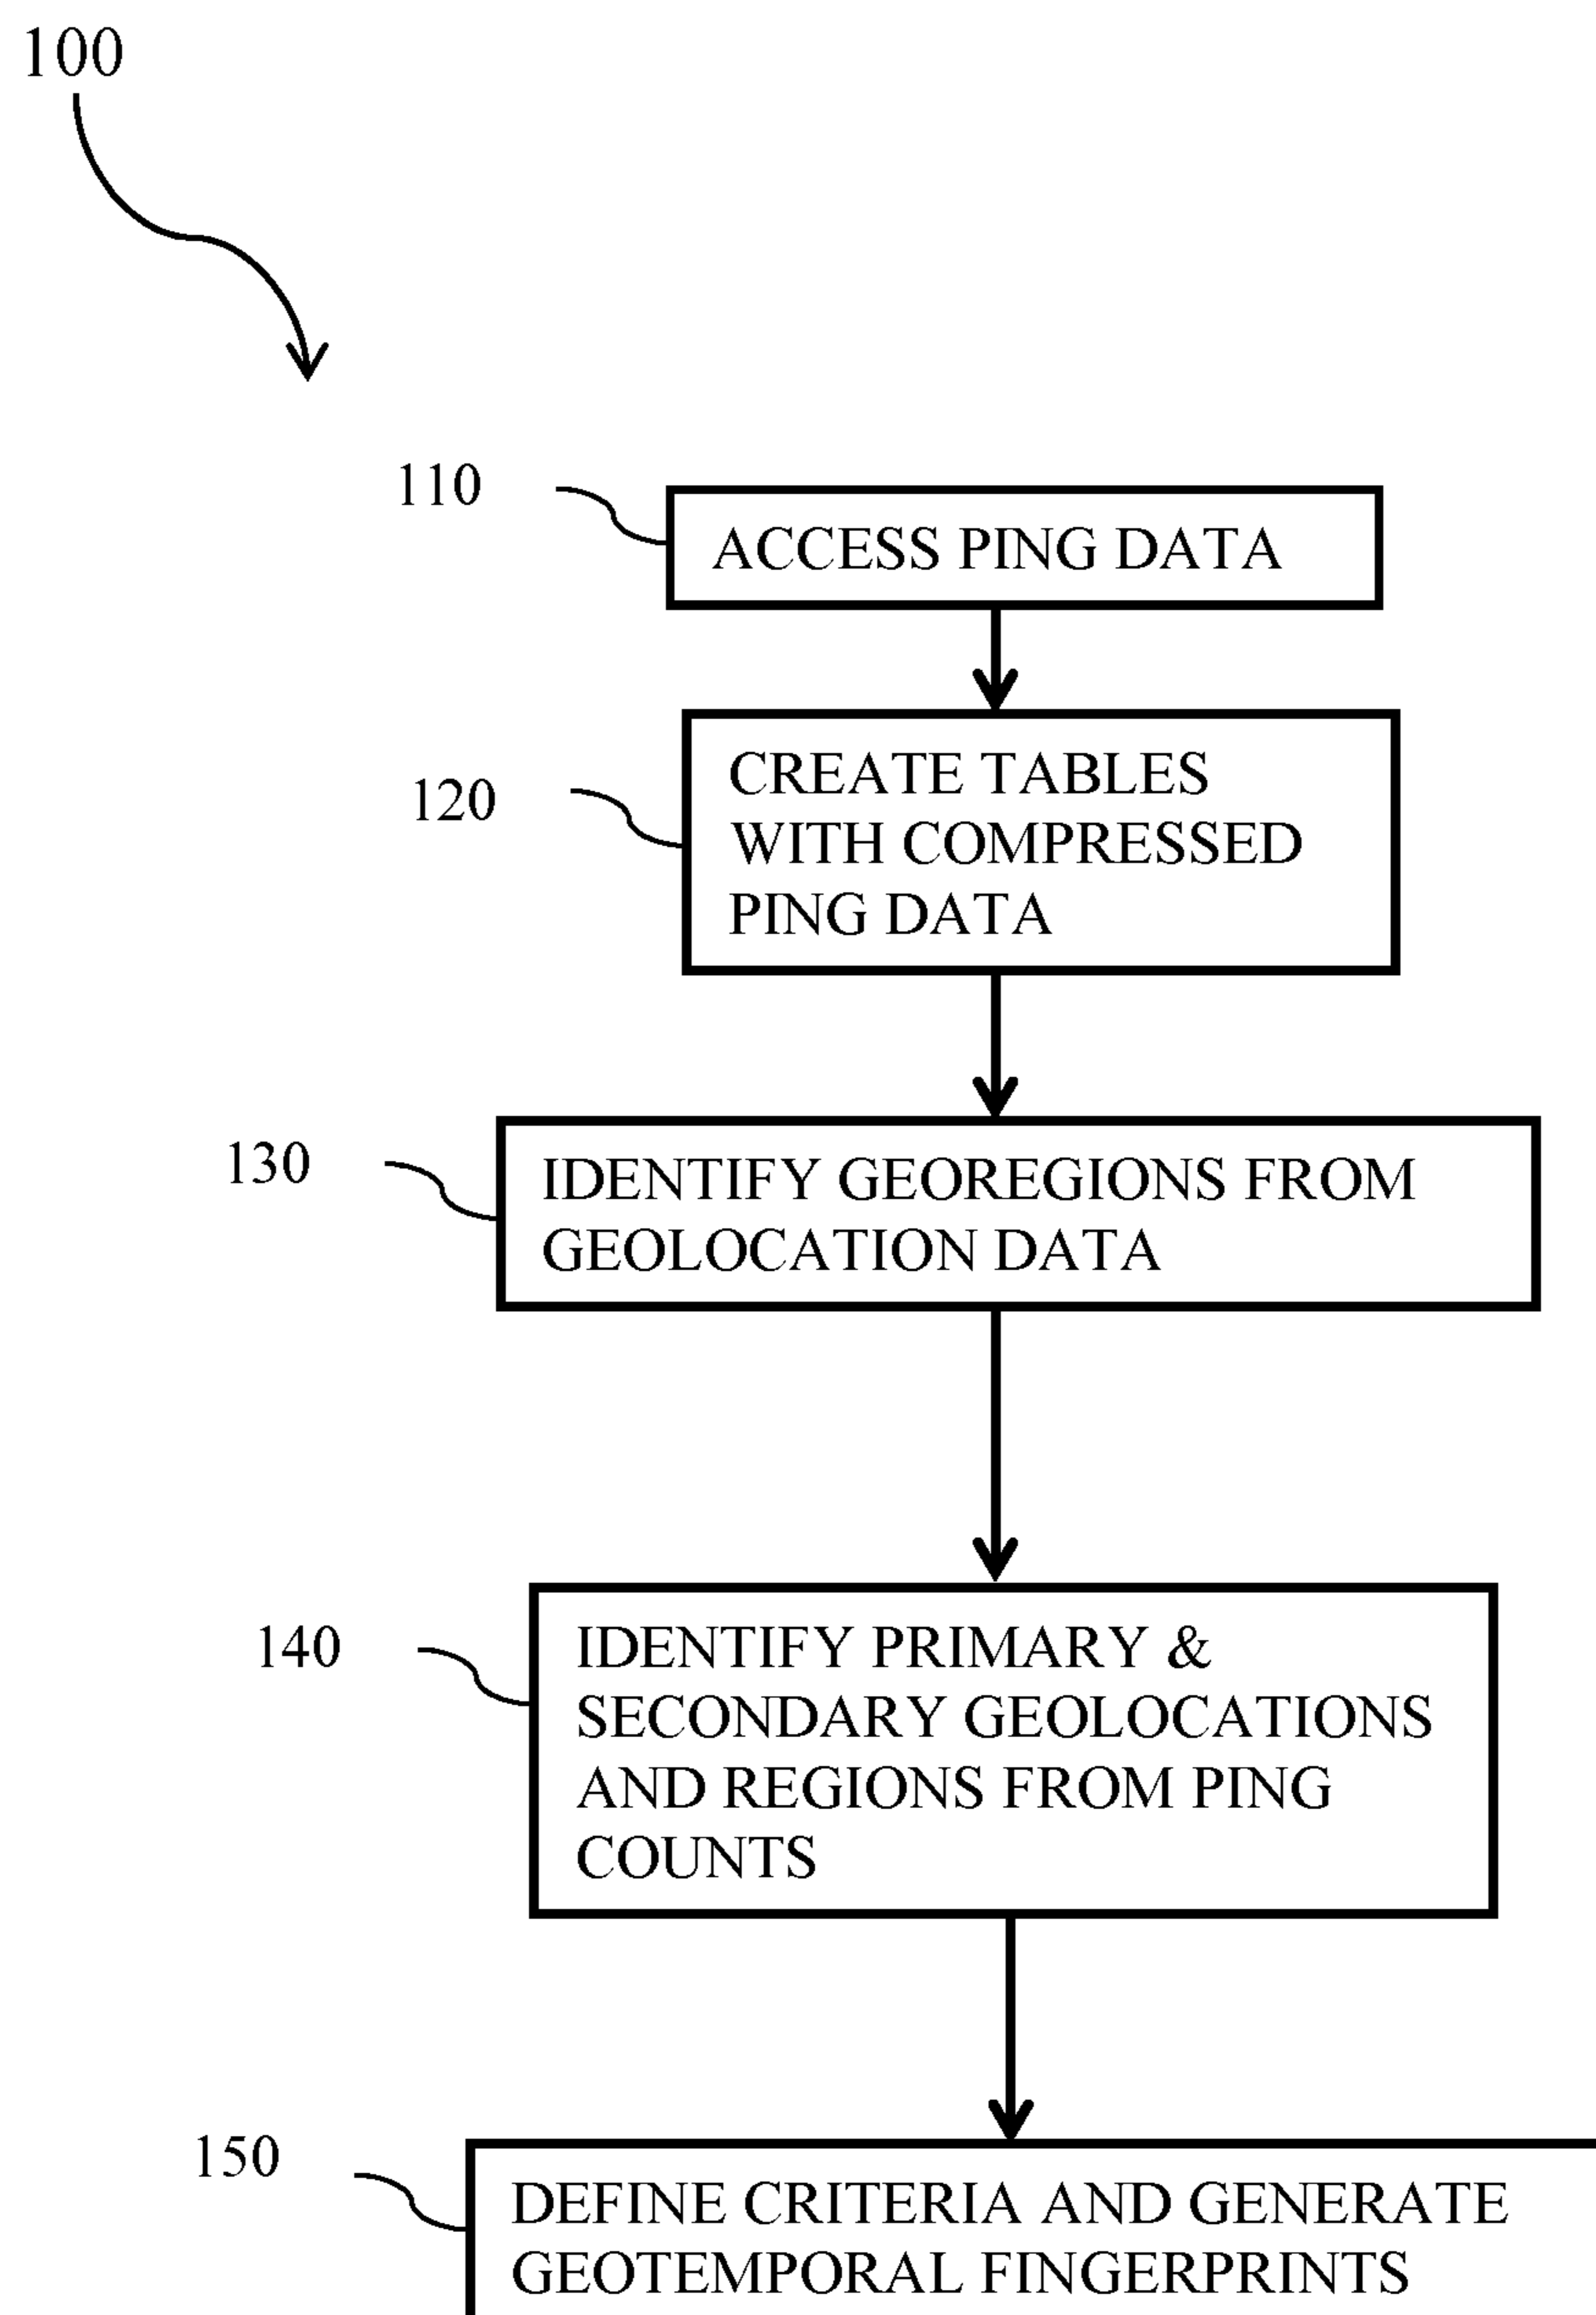 100
110
ACCESS PING DATA
120
CREATE TABLES
WITH COMPRESSED
PING DATA
130
IDENTIFY GEOREGIONS FROM
GEOLOCATION DATA
140
IDENTIFY PRIMARY &
SECONDARY GEOLOCATIONS
AND REGIONS FROM PING
COUNTS
150
DEFINE CRITERIA AND GENERATE
GEOTEMPORAL FINGERPRINTS